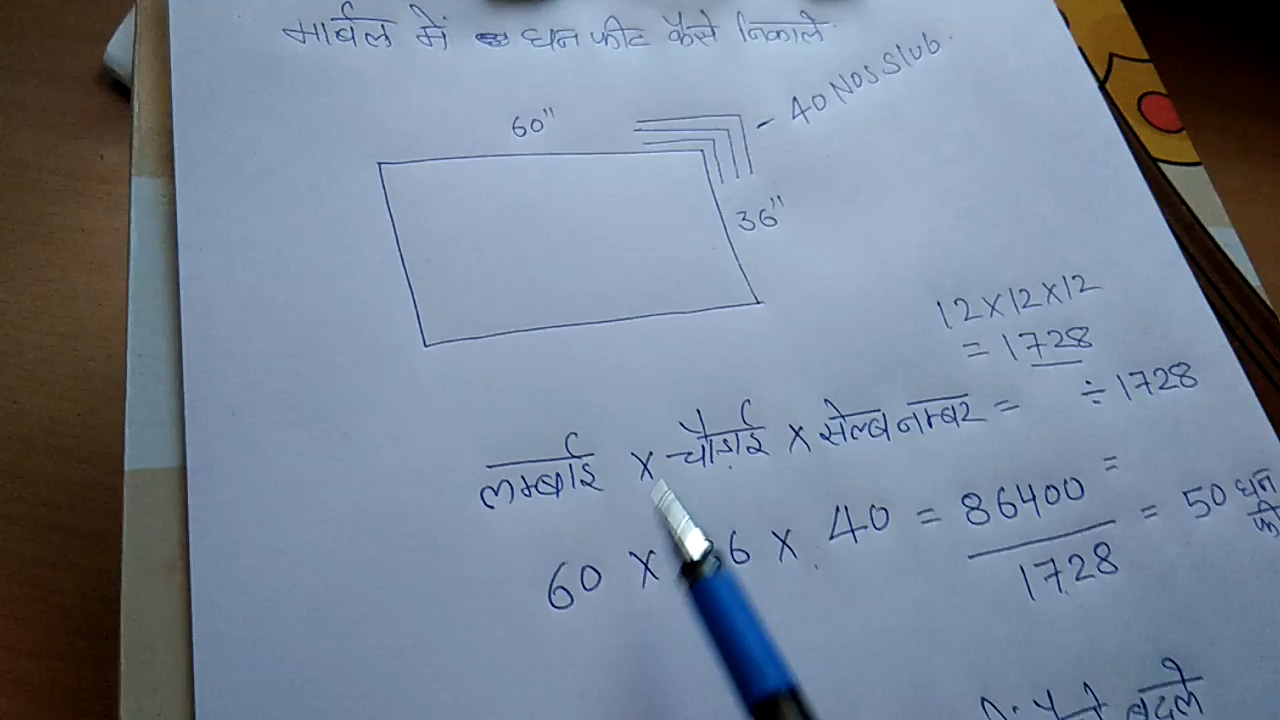 मार्बल में घन फीट कैसे निकाले
40 Nos Slub.
60"
36"
12X12X12
= 1728
÷ 1728
लम्बाई X चौड़ाई X सेल्ब नम्बर =
=
60 X 6 X 40 = 86400 / 1728 = 50 घन फी
बदले